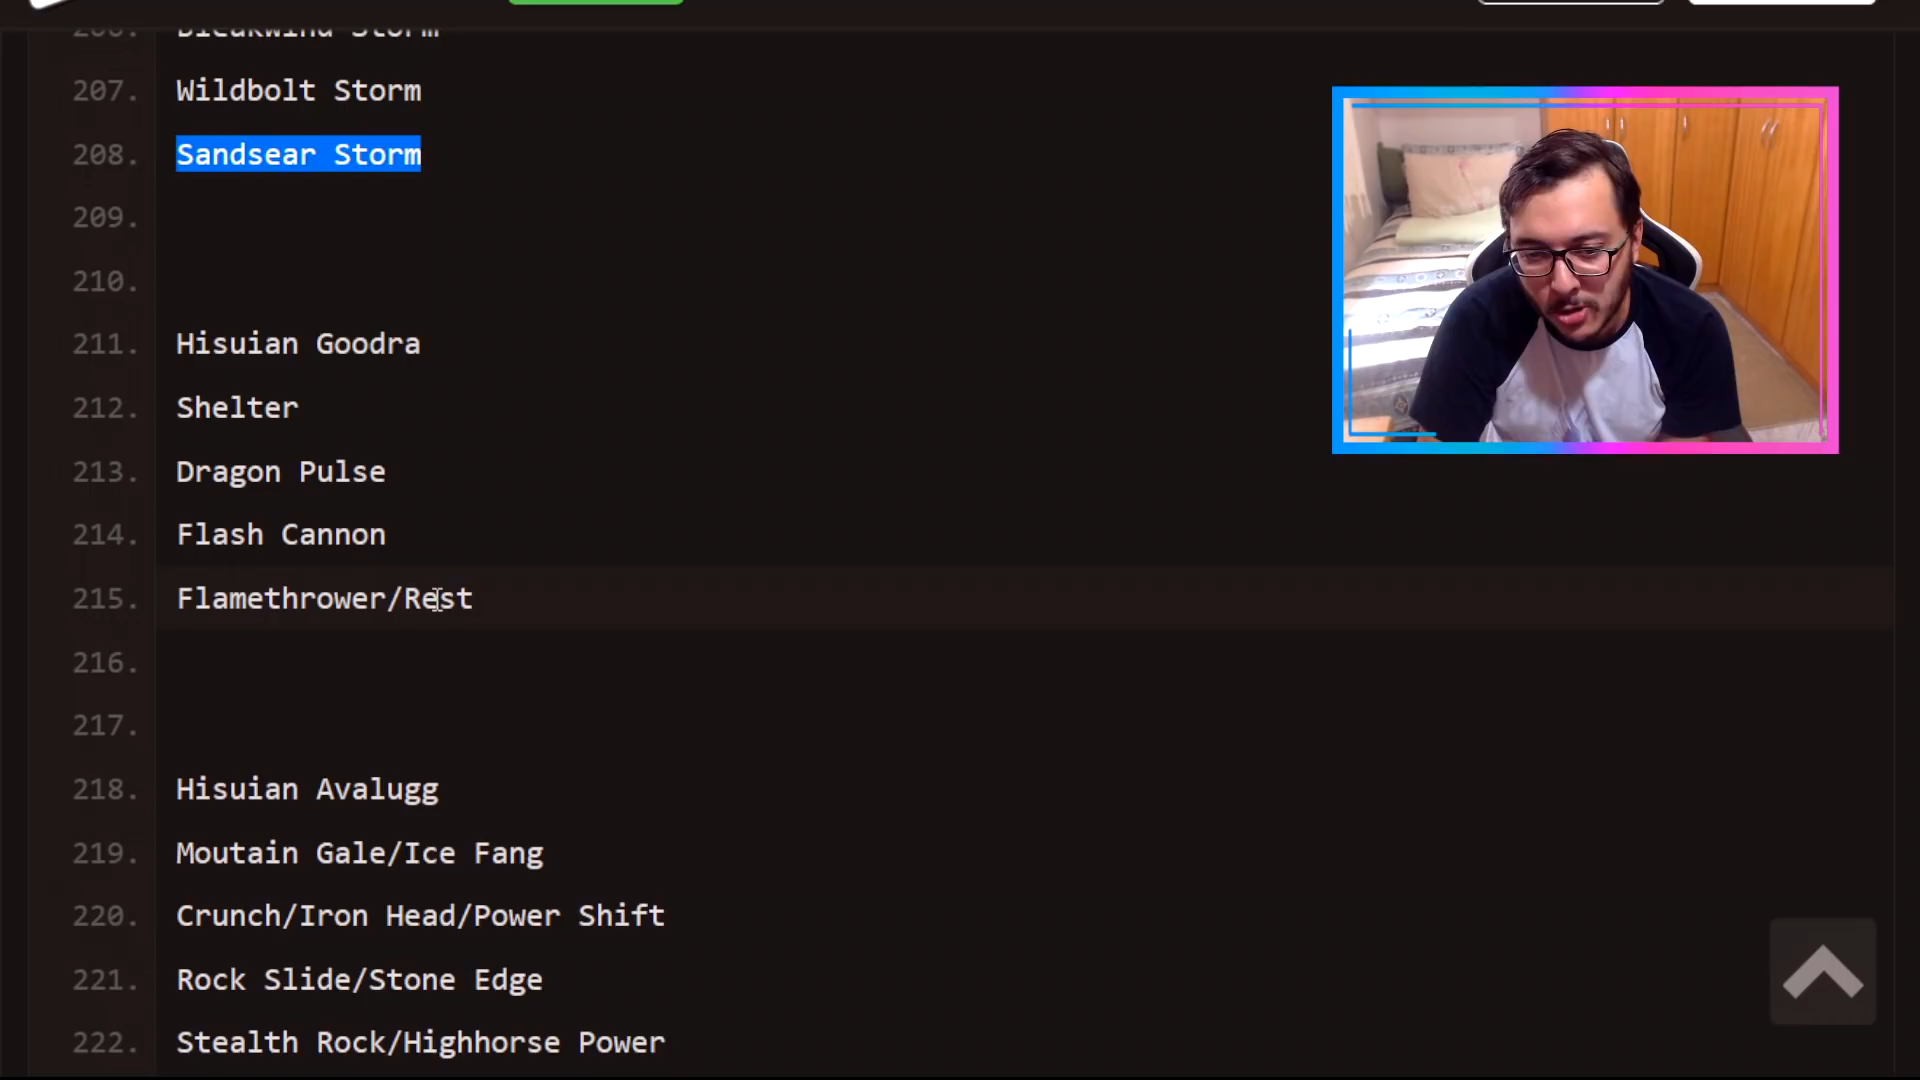 207. Wildbolt Storm
208. Sandsear Storm
209.
210.
211. Hisuian Goodra
212. Shelter
213. Dragon Pulse
214. Flash Cannon
215. Flamethrower/Rest
216.
217.
218. Hisuian Avalugg
219. Moutain Gale/Ice Fang
220. Crunch/Iron Head/Power Shift
221. Rock Slide/Stone Edge
222. Stealth Rock/Highhorse Power